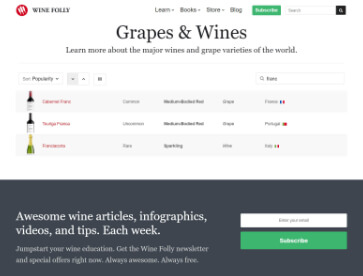 WINE FOLLY
Learn Books Store Blog Subscribe Search
Grapes & Wines
Learn more about the major wines and grape varieties of the world.
Sort Popularity franc
Cabernet Franc Common Medium-Bodied Red Grape France
Touriga Franca Uncommon Medium-Bodied Red Grape Portugal
Franciacorta Rare Sparkling Wine Italy
Awesome wine articles, infographics,
videos, and tips. Each week.
Enter your email
Subscribe
Jumpstart your wine education. Get the Wine Folly newsletter
and special offers right now. Always awesome. Always free.